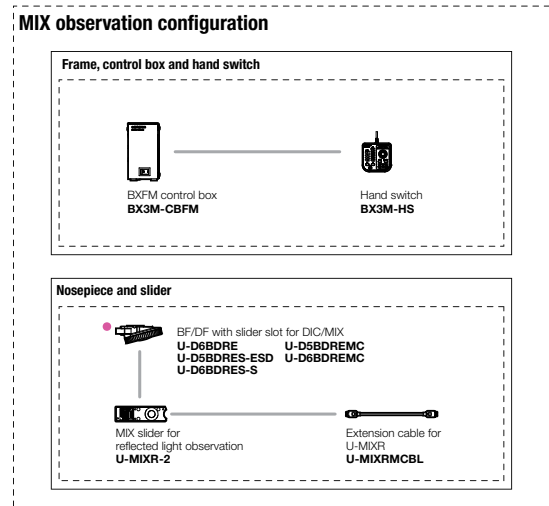 MIX observation configuration
Frame, control box and hand switch
BXFM control box
BX3M-CBFM
Hand switch
BX3M-HS
Nosepiece and slider
BF/DF with slider slot for DIC/MIX
U-D6BDRE U-D5BDREMC
U-D5BDRES-ESD U-D6BDREMC
U-D6BDRES-S
MIX slider for
reflected light observation
U-MIXR-2
Extension cable for
U-MIXR
U-MIXRMCBL